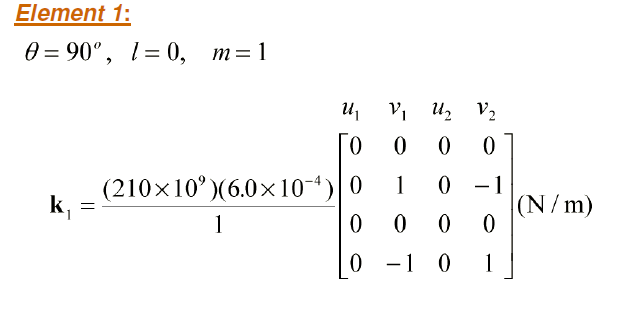 Element 1:
θ = 90º, l = 0, m = 1
u₁ v₁ u₂ v₂
k₁ = (210×10⁹)(6.0×10⁻⁴) / 1 [0 0 0 0
0 1 0 −1
0 0 0 0
0 −1 0 1] (N / m)